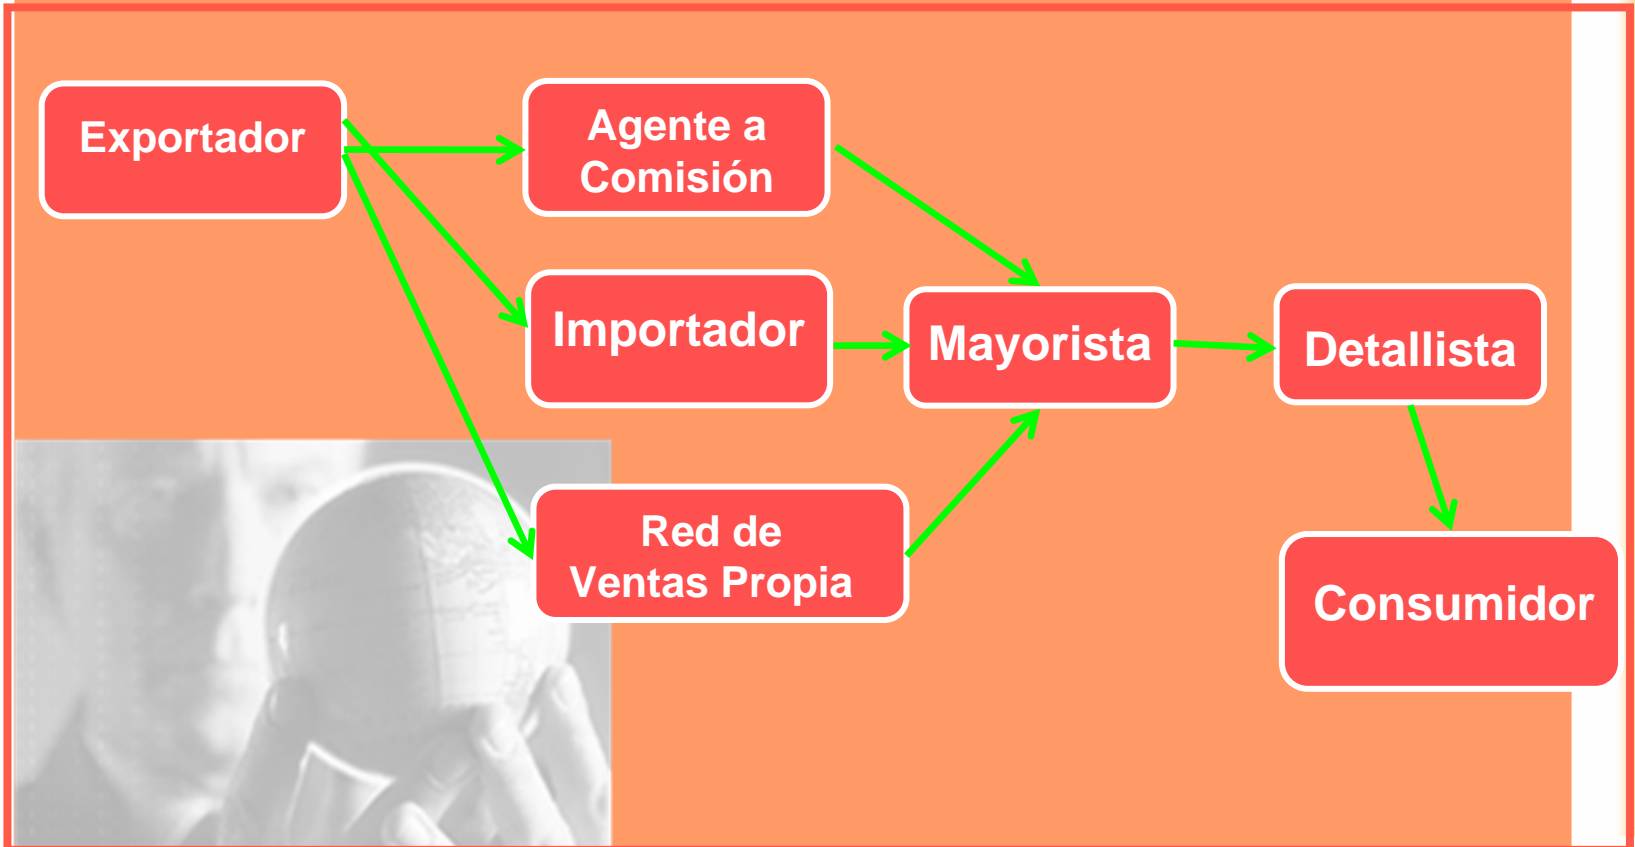 Exportador
Agente a
Comisión
Importador
Mayorista
Detallista
Red de
Ventas Propia
Consumidor